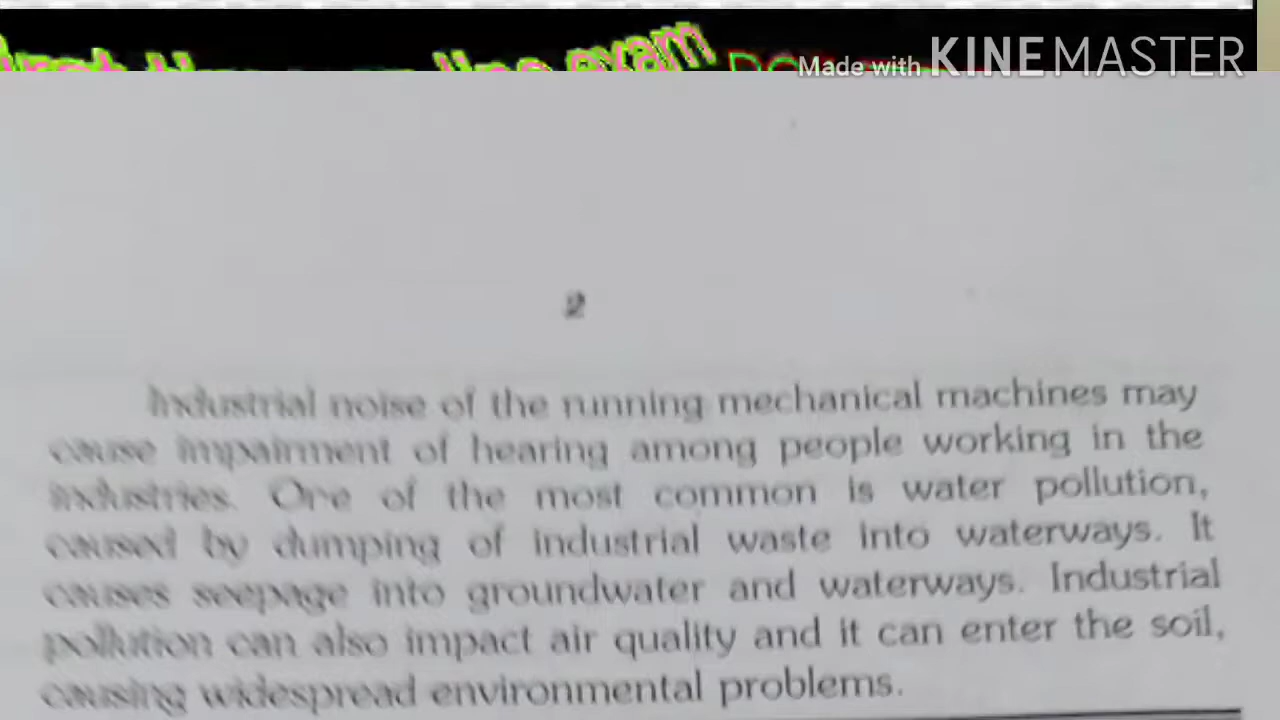 line exam
Made with KINEMASTER
2
Industrial noise of the running mechanical machines may
cause impairment of hearing among people working in the
industries. One of the most common is water pollution,
caused by dumping of industrial waste into waterways. It
causes seepage into groundwater and waterways. Industrial
pollution can also impact air quality and it can enter the soil,
causing widespread environmental problems.